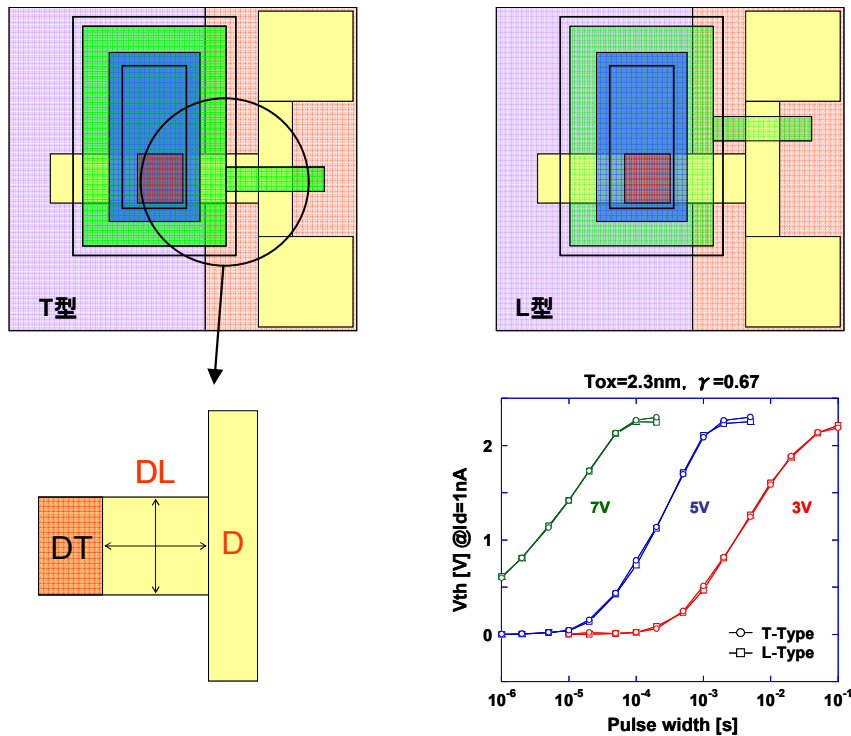 T型
L型
DL
DT
D
Tox=2.3nm, γ=0.67
Vth [V] @Id=1nA
2
1
0
7V
5V
3V
T-Type
L-Type
10⁻⁶
10⁻⁵
10⁻⁴
10⁻³
10⁻²
10⁻¹
Pulse width [s]